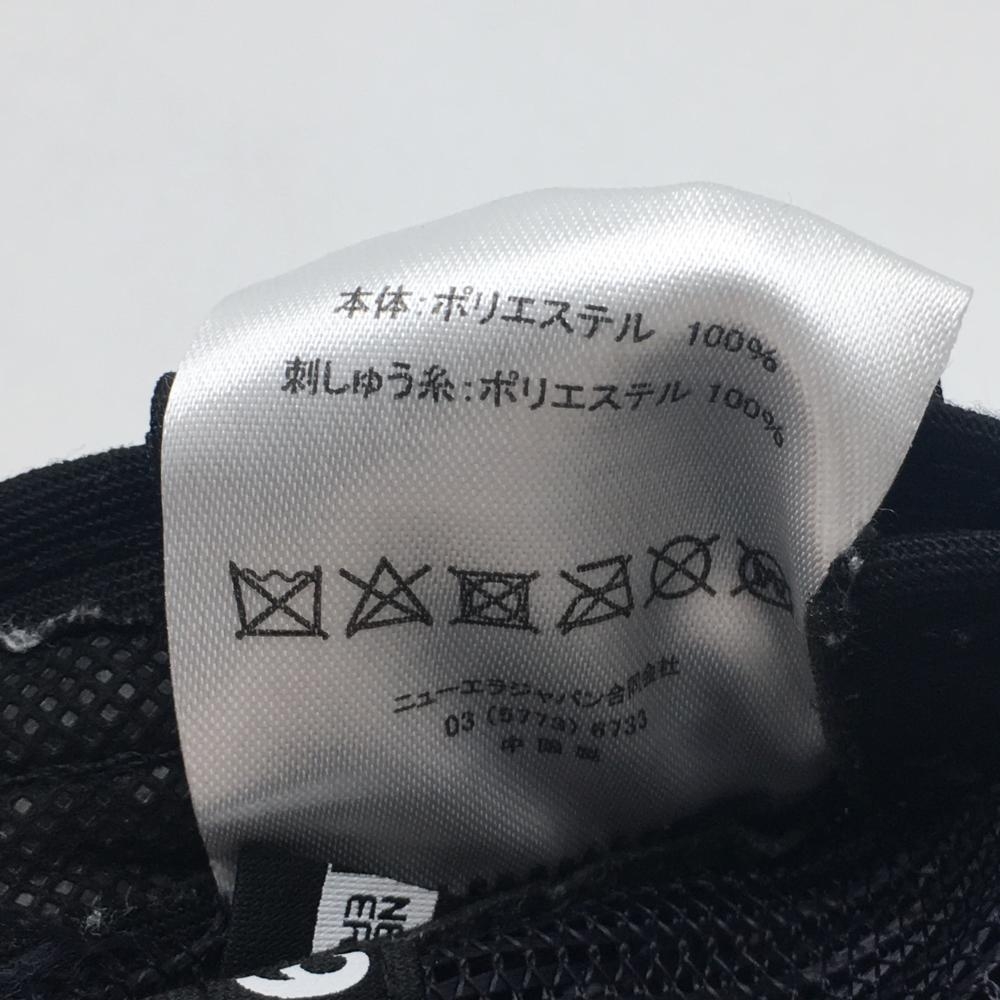 本体:ポリエステル 100%
刺しゅう糸:ポリエステル 100%
ニューエラジャパン合同会社
03 (5773) 6733
中国製
NE
ER